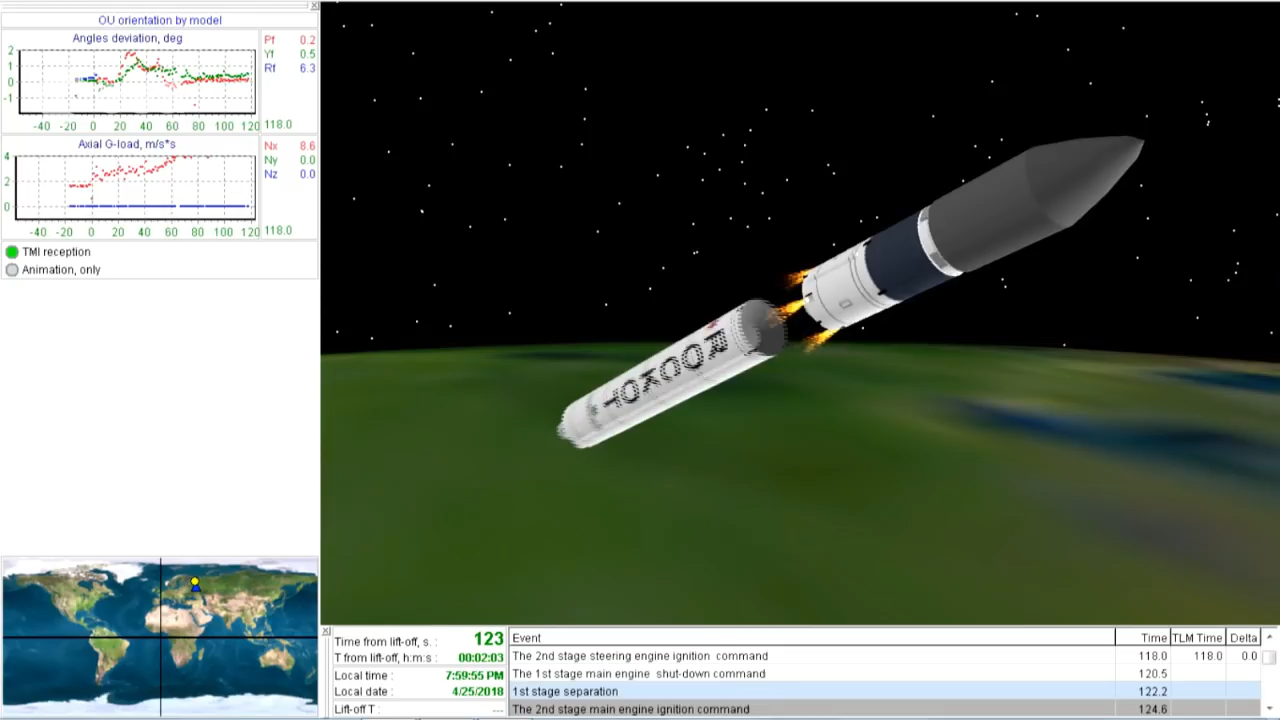 OU orientation by model
Angles deviation, deg
Pf 0.2
Yf 0.5
Rf 6.3
2
1
0
-1
-40 -20 0 20 40 60 80 100 120
118.0
Axial G-load, m/s*s
Nx 8.6
Ny 0.0
Nz 0.0
4
2
0
-40 -20 0 20 40 60 80 100 120
118.0
TMI reception
Animation, only
РОКОТ
Time from lift-off, s. : 123
T from lift-off, h:m:s : 00:02:03
Local time : 7:59:55 PM
Local date : 4/25/2018
Lift-off T : ---
Event Time TLM Time Delta
The 2nd stage steering engine ignition command 118.0 118.0 0.0
The 1st stage main engine shut-down command 120.5
1st stage separation 122.2
The 2nd stage main engine ignition command 124.6